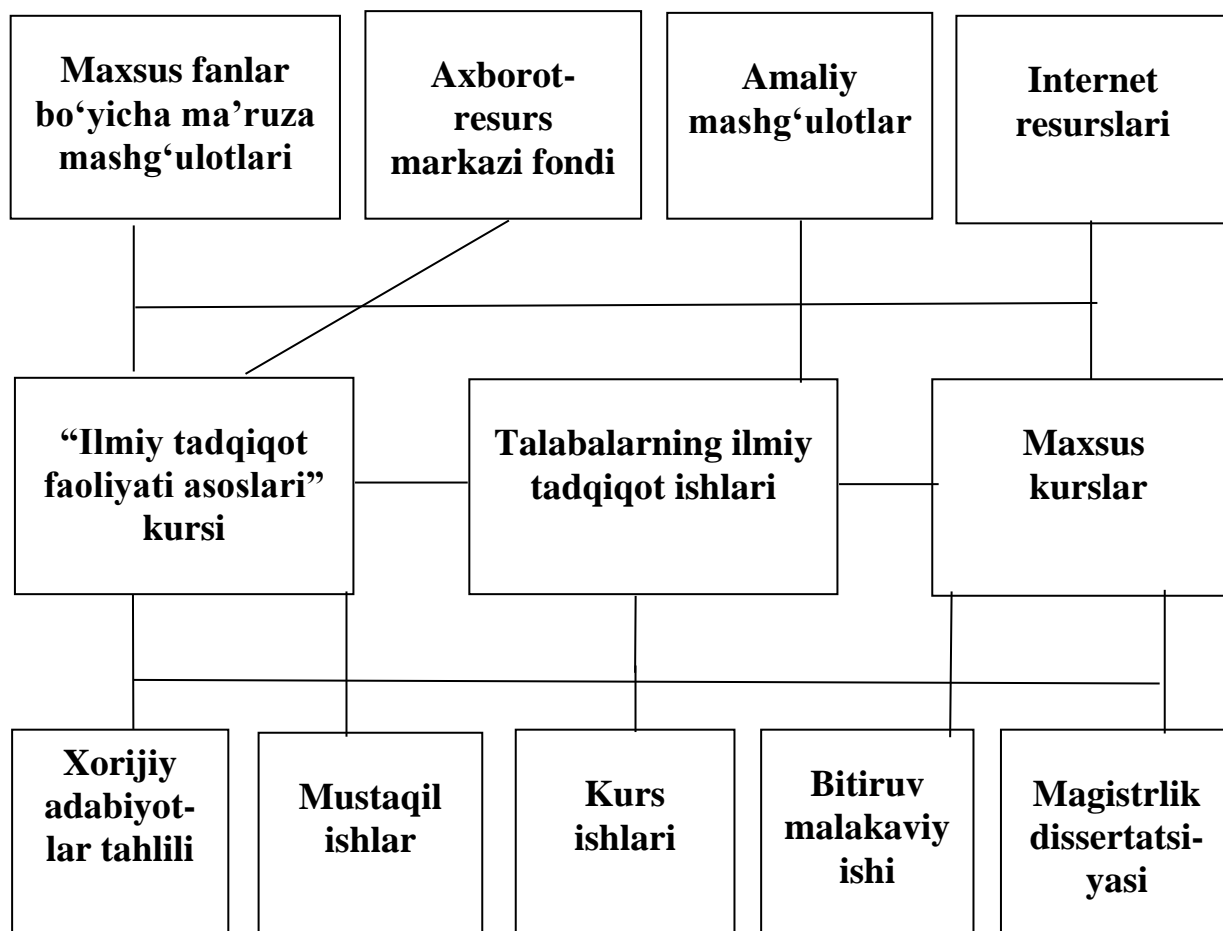 Maxsus fanlar
bo‘yicha ma’ruza
mashg‘ulotlari
Axborot-
resurs
markazi fondi
Amaliy
mashg‘ulotlar
Internet
resurslari
“Ilmiy tadqiqot
faoliyati asoslari”
kursi
Talabalarning ilmiy
tadqiqot ishlari
Maxsus
kurslar
Xorijiy
adabiyot-
lar tahlili
Mustaqil
ishlar
Kurs
ishlari
Bitiruv
malakaviy
ishi
Magistrlik
dissertatsi-
yasi